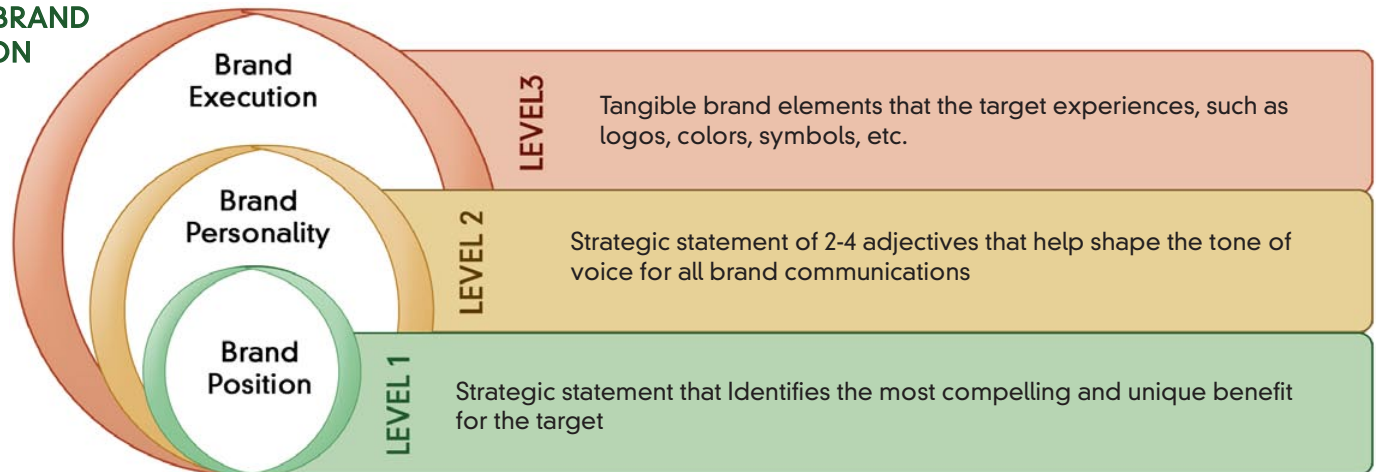 BRAND
ON
Brand
Execution
LEVEL3
Tangible brand elements that the target experiences, such as
logos, colors, symbols, etc.
Brand
Personality
LEVEL 2
Strategic statement of 2-4 adjectives that help shape the tone of
voice for all brand communications
Brand
Position
LEVEL 1
Strategic statement that Identifies the most compelling and unique benefit
for the target